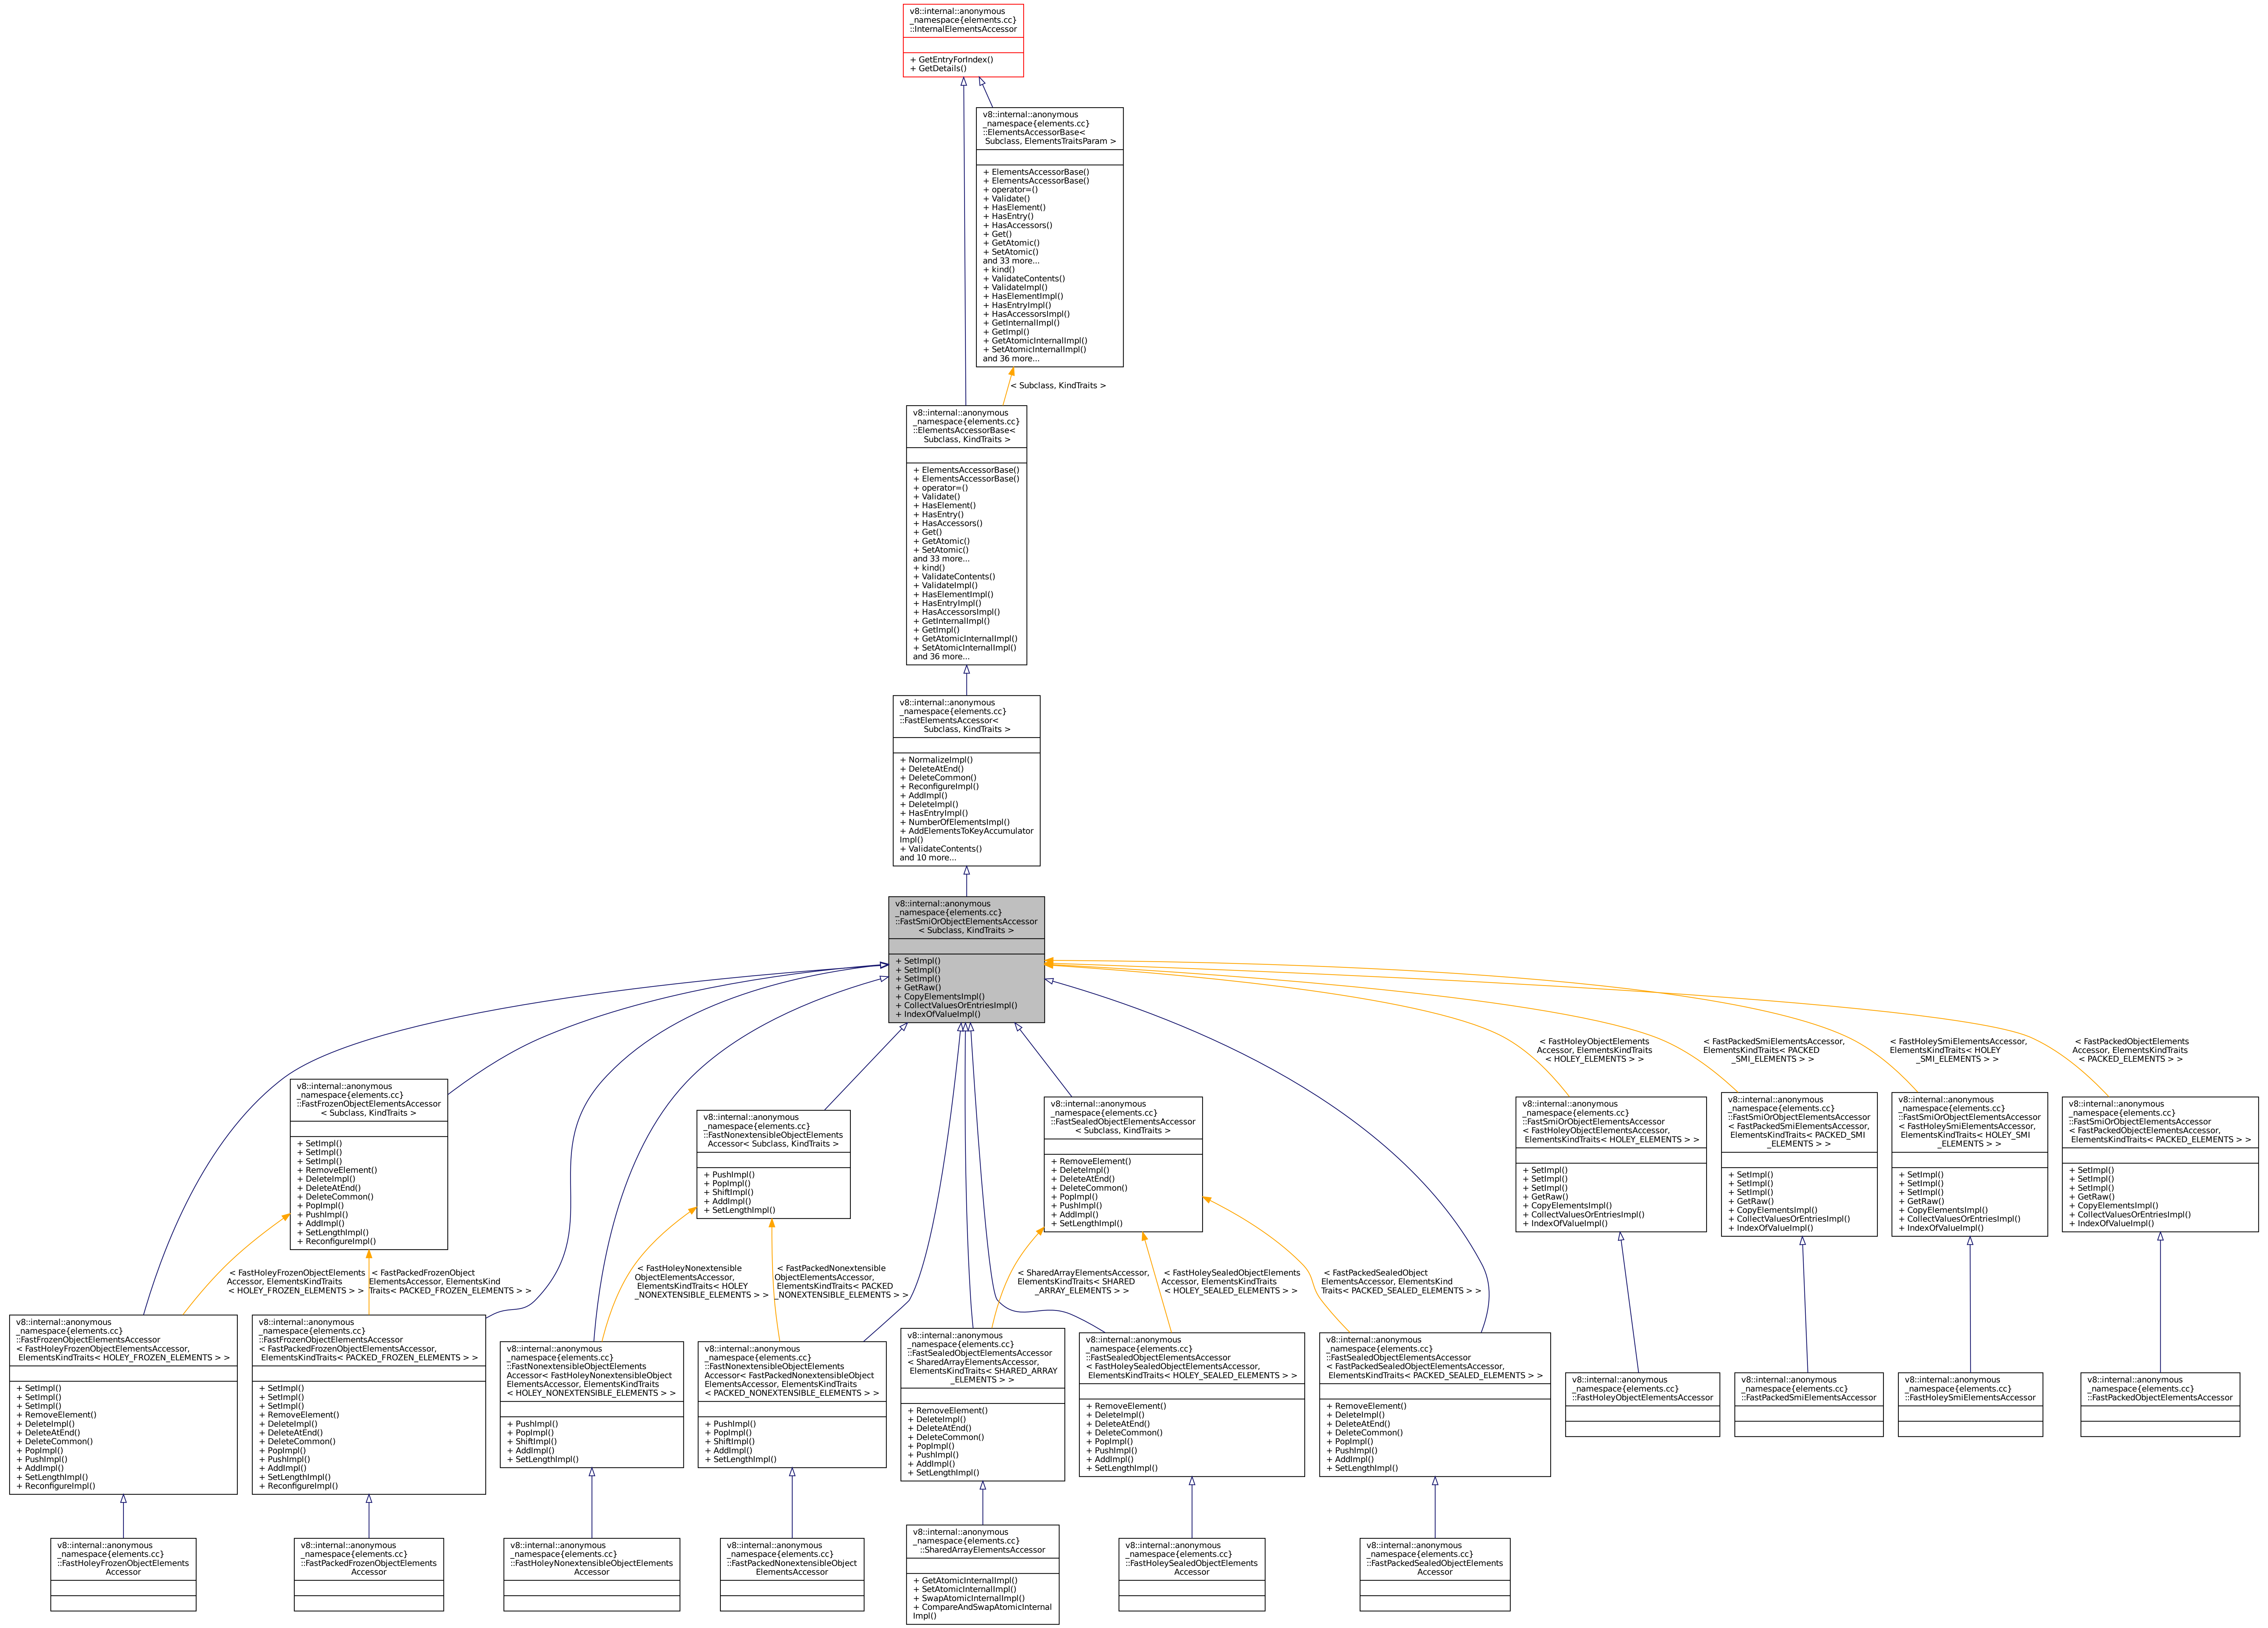 v8::internal::anonymous
_namespace{elements.cc}
::InternalElementsAccessor
+ GetEntryForIndex()
+ GetDetails()
v8::internal::anonymous
_namespace{elements.cc}
::ElementsAccessorBase<
Subclass, ElementsTraitsParam >
+ ElementsAccessorBase()
+ ElementsAccessorBase()
+ operator=()
+ Validate()
+ HasElement()
+ HasEntry()
+ HasAccessors()
+ Get()
+ GetAtomic()
+ SetAtomic()
and 33 more...
+ kind()
+ ValidateContents()
+ ValidateImpl()
+ HasElementImpl()
+ HasEntryImpl()
+ HasAccessorsImpl()
+ GetInternalImpl()
+ GetImpl()
+ GetAtomicInternalImpl()
+ SetAtomicInternalImpl()
and 36 more...
< Subclass, KindTraits >
v8::internal::anonymous
_namespace{elements.cc}
::ElementsAccessorBase<
Subclass, KindTraits >
+ ElementsAccessorBase()
+ ElementsAccessorBase()
+ operator=()
+ Validate()
+ HasElement()
+ HasEntry()
+ HasAccessors()
+ Get()
+ GetAtomic()
+ SetAtomic()
and 33 more...
+ kind()
+ ValidateContents()
+ ValidateImpl()
+ HasElementImpl()
+ HasEntryImpl()
+ HasAccessorsImpl()
+ GetInternalImpl()
+ GetImpl()
+ GetAtomicInternalImpl()
+ SetAtomicInternalImpl()
and 36 more...
v8::internal::anonymous
_namespace{elements.cc}
::FastElementsAccessor<
Subclass, KindTraits >
+ NormalizeImpl()
+ DeleteAtEnd()
+ DeleteCommon()
+ ReconfigureImpl()
+ AddImpl()
+ DeleteImpl()
+ HasEntryImpl()
+ NumberOfElementsImpl()
+ AddElementsToKeyAccumulator
Impl()
+ ValidateContents()
and 10 more...
v8::internal::anonymous
_namespace{elements.cc}
::FastSmiOrObjectElementsAccessor
< Subclass, KindTraits >
+ SetImpl()
+ SetImpl()
+ SetImpl()
+ GetRaw()
+ CopyElementsImpl()
+ CollectValuesOrEntriesImpl()
+ IndexOfValueImpl()
v8::internal::anonymous
_namespace{elements.cc}
::FastFrozenObjectElementsAccessor
< Subclass, KindTraits >
+ SetImpl()
+ SetImpl()
+ SetImpl()
+ RemoveElement()
+ DeleteImpl()
+ DeleteAtEnd()
+ DeleteCommon()
+ PopImpl()
+ PushImpl()
+ AddImpl()
+ SetLengthImpl()
+ ReconfigureImpl()
v8::internal::anonymous
_namespace{elements.cc}
::FastNonextensibleObjectElements
Accessor< Subclass, KindTraits >
+ PushImpl()
+ PopImpl()
+ ShiftImpl()
+ AddImpl()
+ SetLengthImpl()
v8::internal::anonymous
_namespace{elements.cc}
::FastSealedObjectElementsAccessor
< Subclass, KindTraits >
+ RemoveElement()
+ DeleteImpl()
+ DeleteAtEnd()
+ DeleteCommon()
+ PopImpl()
+ PushImpl()
+ AddImpl()
+ SetLengthImpl()
< FastHoleyObjectElements
Accessor, ElementsKindTraits
< HOLEY_ELEMENTS > >
< FastPackedSmiElementsAccessor,
ElementsKindTraits< PACKED
_SMI_ELEMENTS > >
< FastHoleySmiElementsAccessor,
ElementsKindTraits< HOLEY
_SMI_ELEMENTS > >
< FastPackedObjectElements
Accessor, ElementsKindTraits
< PACKED_ELEMENTS > >
v8::internal::anonymous
_namespace{elements.cc}
::FastSmiOrObjectElementsAccessor
< FastHoleyObjectElementsAccessor,
ElementsKindTraits< HOLEY_ELEMENTS > >
+ SetImpl()
+ SetImpl()
+ SetImpl()
+ GetRaw()
+ CopyElementsImpl()
+ CollectValuesOrEntriesImpl()
+ IndexOfValueImpl()
v8::internal::anonymous
_namespace{elements.cc}
::FastSmiOrObjectElementsAccessor
< FastPackedSmiElementsAccessor,
ElementsKindTraits< PACKED_SMI
_ELEMENTS > >
+ SetImpl()
+ SetImpl()
+ SetImpl()
+ GetRaw()
+ CopyElementsImpl()
+ CollectValuesOrEntriesImpl()
+ IndexOfValueImpl()
v8::internal::anonymous
_namespace{elements.cc}
::FastSmiOrObjectElementsAccessor
< FastHoleySmiElementsAccessor,
ElementsKindTraits< HOLEY_SMI
_ELEMENTS > >
+ SetImpl()
+ SetImpl()
+ SetImpl()
+ GetRaw()
+ CopyElementsImpl()
+ CollectValuesOrEntriesImpl()
+ IndexOfValueImpl()
v8::internal::anonymous
_namespace{elements.cc}
::FastSmiOrObjectElementsAccessor
< FastPackedObjectElementsAccessor,
ElementsKindTraits< PACKED_ELEMENTS > >
+ SetImpl()
+ SetImpl()
+ SetImpl()
+ GetRaw()
+ CopyElementsImpl()
+ CollectValuesOrEntriesImpl()
+ IndexOfValueImpl()
< FastHoleyFrozenObjectElements
Accessor, ElementsKindTraits
< HOLEY_FROZEN_ELEMENTS > >
< FastPackedFrozenObject
ElementsAccessor, ElementsKind
Traits< PACKED_FROZEN_ELEMENTS > >
< FastHoleyNonextensible
ObjectElementsAccessor,
ElementsKindTraits< HOLEY
_NONEXTENSIBLE_ELEMENTS > >
< FastPackedNonextensible
ObjectElementsAccessor,
ElementsKindTraits< PACKED
_NONEXTENSIBLE_ELEMENTS > >
< SharedArrayElementsAccessor,
ElementsKindTraits< SHARED
_ARRAY_ELEMENTS > >
< FastHoleySealedObjectElements
Accessor, ElementsKindTraits
< HOLEY_SEALED_ELEMENTS > >
< FastPackedSealedObject
ElementsAccessor, ElementsKind
Traits< PACKED_SEALED_ELEMENTS > >
v8::internal::anonymous
_namespace{elements.cc}
::FastFrozenObjectElementsAccessor
< FastHoleyFrozenObjectElementsAccessor,
ElementsKindTraits< HOLEY_FROZEN_ELEMENTS > >
+ SetImpl()
+ SetImpl()
+ SetImpl()
+ RemoveElement()
+ DeleteImpl()
+ DeleteAtEnd()
+ DeleteCommon()
+ PopImpl()
+ PushImpl()
+ AddImpl()
+ SetLengthImpl()
+ ReconfigureImpl()
v8::internal::anonymous
_namespace{elements.cc}
::FastFrozenObjectElementsAccessor
< FastPackedFrozenObjectElementsAccessor,
ElementsKindTraits< PACKED_FROZEN_ELEMENTS > >
+ SetImpl()
+ SetImpl()
+ SetImpl()
+ RemoveElement()
+ DeleteImpl()
+ DeleteAtEnd()
+ DeleteCommon()
+ PopImpl()
+ PushImpl()
+ AddImpl()
+ SetLengthImpl()
+ ReconfigureImpl()
v8::internal::anonymous
_namespace{elements.cc}
::FastNonextensibleObjectElements
Accessor< FastHoleyNonextensibleObject
ElementsAccessor, ElementsKindTraits
< HOLEY_NONEXTENSIBLE_ELEMENTS > >
+ PushImpl()
+ PopImpl()
+ ShiftImpl()
+ AddImpl()
+ SetLengthImpl()
v8::internal::anonymous
_namespace{elements.cc}
::FastNonextensibleObjectElements
Accessor< FastPackedNonextensibleObject
ElementsAccessor, ElementsKindTraits
< PACKED_NONEXTENSIBLE_ELEMENTS > >
+ PushImpl()
+ PopImpl()
+ ShiftImpl()
+ AddImpl()
+ SetLengthImpl()
v8::internal::anonymous
_namespace{elements.cc}
::FastSealedObjectElementsAccessor
< SharedArrayElementsAccessor,
ElementsKindTraits< SHARED_ARRAY
_ELEMENTS > >
+ RemoveElement()
+ DeleteImpl()
+ DeleteAtEnd()
+ DeleteCommon()
+ PopImpl()
+ PushImpl()
+ AddImpl()
+ SetLengthImpl()
v8::internal::anonymous
_namespace{elements.cc}
::FastSealedObjectElementsAccessor
< FastHoleySealedObjectElementsAccessor,
ElementsKindTraits< HOLEY_SEALED_ELEMENTS > >
+ RemoveElement()
+ DeleteImpl()
+ DeleteAtEnd()
+ DeleteCommon()
+ PopImpl()
+ PushImpl()
+ AddImpl()
+ SetLengthImpl()
v8::internal::anonymous
_namespace{elements.cc}
::FastSealedObjectElementsAccessor
< FastPackedSealedObjectElementsAccessor,
ElementsKindTraits< PACKED_SEALED_ELEMENTS > >
+ RemoveElement()
+ DeleteImpl()
+ DeleteAtEnd()
+ DeleteCommon()
+ PopImpl()
+ PushImpl()
+ AddImpl()
+ SetLengthImpl()
v8::internal::anonymous
_namespace{elements.cc}
::FastHoleyObjectElementsAccessor
v8::internal::anonymous
_namespace{elements.cc}
::FastPackedSmiElementsAccessor
v8::internal::anonymous
_namespace{elements.cc}
::FastHoleySmiElementsAccessor
v8::internal::anonymous
_namespace{elements.cc}
::FastPackedObjectElementsAccessor
v8::internal::anonymous
_namespace{elements.cc}
::FastHoleyFrozenObjectElements
Accessor
v8::internal::anonymous
_namespace{elements.cc}
::FastPackedFrozenObjectElements
Accessor
v8::internal::anonymous
_namespace{elements.cc}
::FastHoleyNonextensibleObjectElements
Accessor
v8::internal::anonymous
_namespace{elements.cc}
::FastPackedNonextensibleObject
ElementsAccessor
v8::internal::anonymous
_namespace{elements.cc}
::SharedArrayElementsAccessor
+ GetAtomicInternalImpl()
+ SetAtomicInternalImpl()
+ SwapAtomicInternalImpl()
+ CompareAndSwapAtomicInternal
Impl()
v8::internal::anonymous
_namespace{elements.cc}
::FastHoleySealedObjectElements
Accessor
v8::internal::anonymous
_namespace{elements.cc}
::FastPackedSealedObjectElements
Accessor